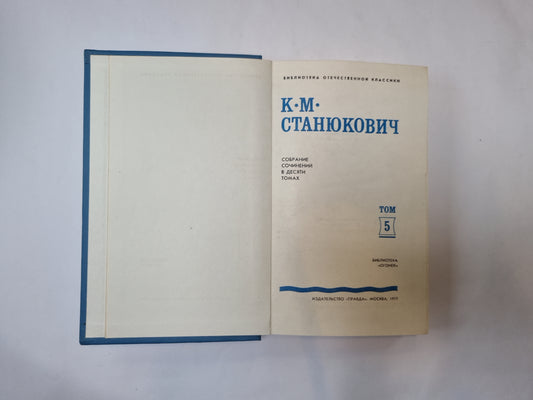 БИБЛИОТЕКА ОТЕЧЕСТВЕННОЙ КЛАССИКИ
К·М·
СТАНЮКОВИЧ
СОБРАНИЕ
СОЧИНЕНИЙ
В ДЕСЯТИ
ТОМАХ
ТОМ
5
БИБЛИОТЕКА
«ОГОНЕК»
ИЗДАТЕЛЬСТВО «ПРАВДА». МОСКВА. 1977